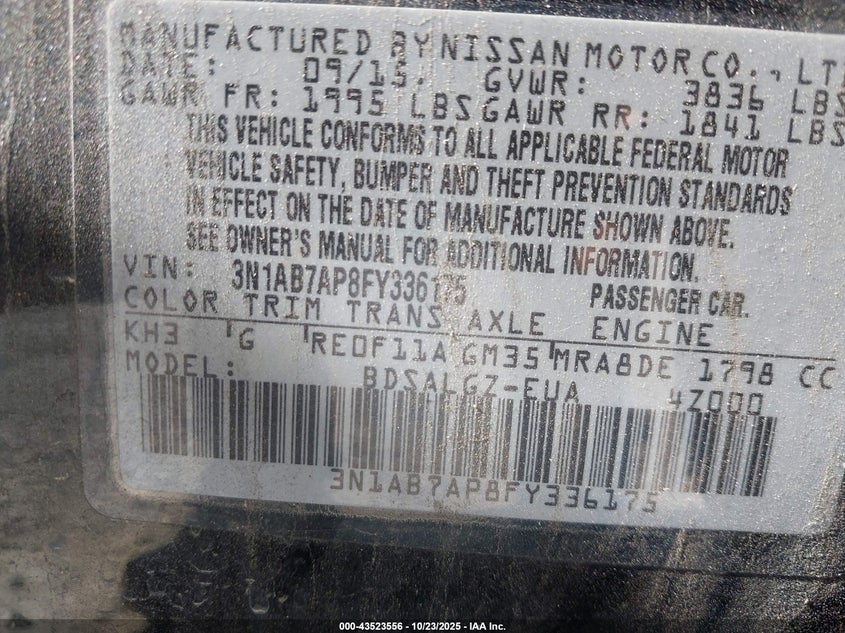 MANUFACTURED BY NISSAN MOTOR CO., LT
DATE: 09/15. GVWR: 3836 LBS
GAWR FR: 1995 LBS GAWR RR: 1841 LBS
THIS VEHICLE CONFORMS TO ALL APPLICABLE FEDERAL MOTOR
VEHICLE SAFETY, BUMPER AND THEFT PREVENTION STANDARDS
IN EFFECT ON THE DATE OF MANUFACTURE SHOWN ABOVE.
SEE OWNER'S MANUAL FOR ADDITIONAL INFORMATION.
VIN: 3N1AB7AP8FY336175 PASSENGER CAR.
COLOR TRIM TRANS AXLE ENGINE
KH3 G RE0F11A GM35 MRA8DE 1798 CC
MODEL: BDSALGZ-EUA 4Z000
3N1AB7AP8FY336175
000-43523556 - 10/23/2025 - IAA Inc.